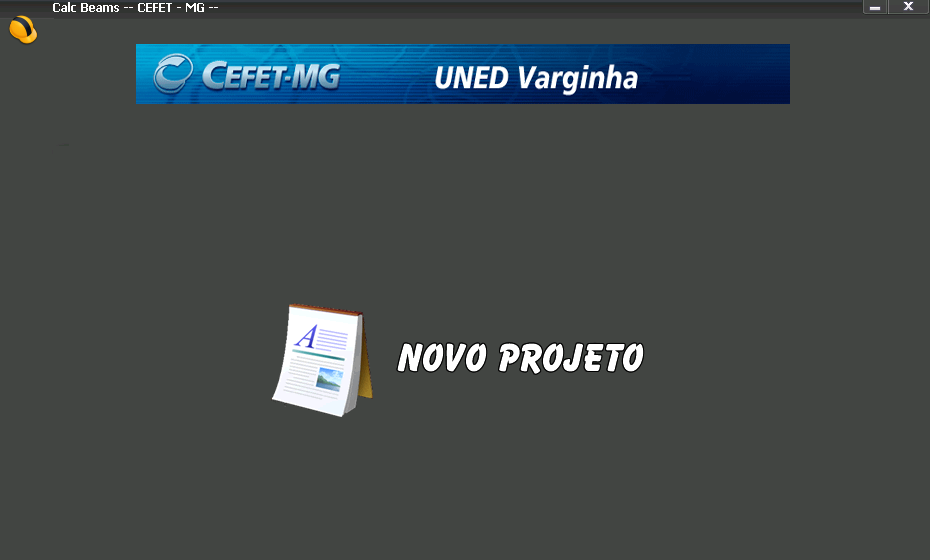 Calc Beams -- CEFET - MG --
CEFET-MG
UNED Varginha
A
NOVO PROJETO